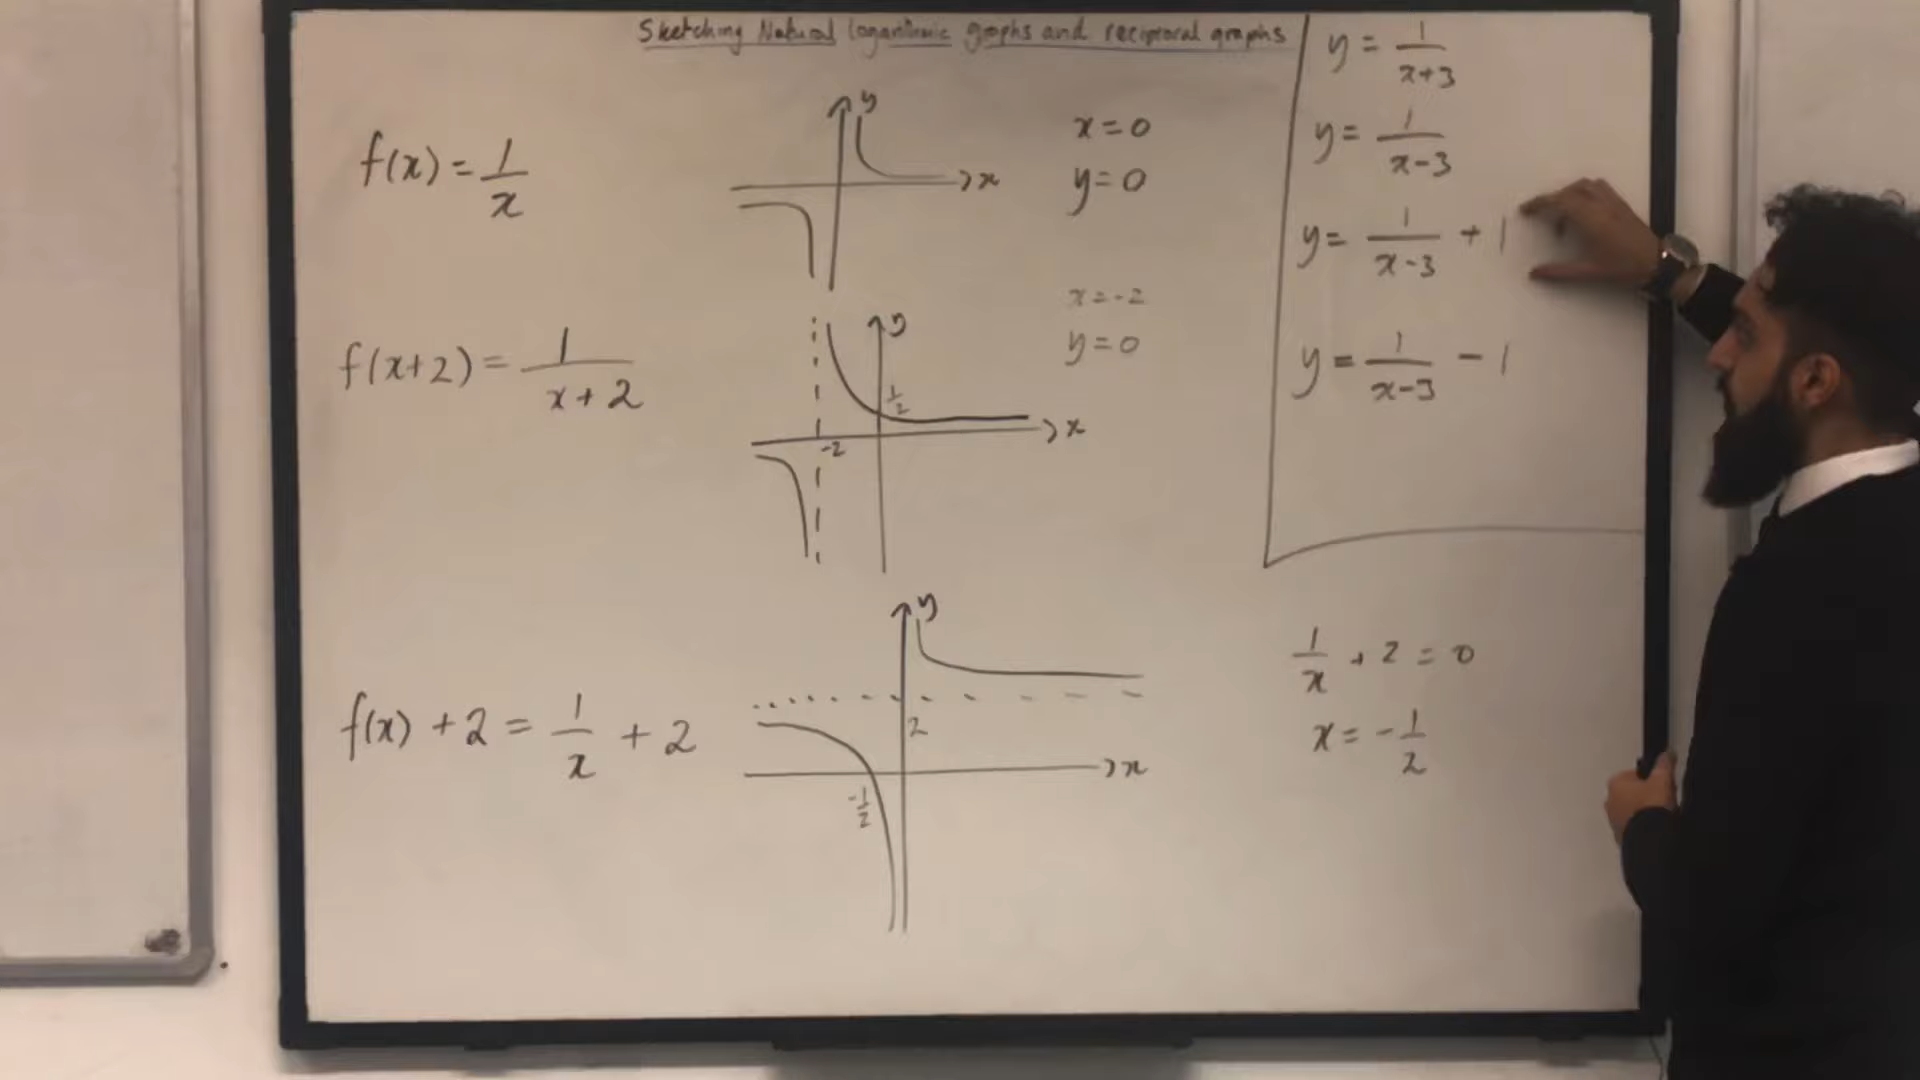 Sketching Natural logarithmic graphs and reciprocal graphs
f(x) = 1/x
y
x
x = 0
y = 0
f(x+2) = 1/(x+2)
y
1/2
x
-2
x = -2
y = 0
f(x) + 2 = 1/x + 2
y
2
x
-1/2
y = 1/(x+3)
y = 1/(x-3)
y = 1/(x-3) + 1
y = 1/(x-3) - 1
1/x + 2 = 0
x = -1/2